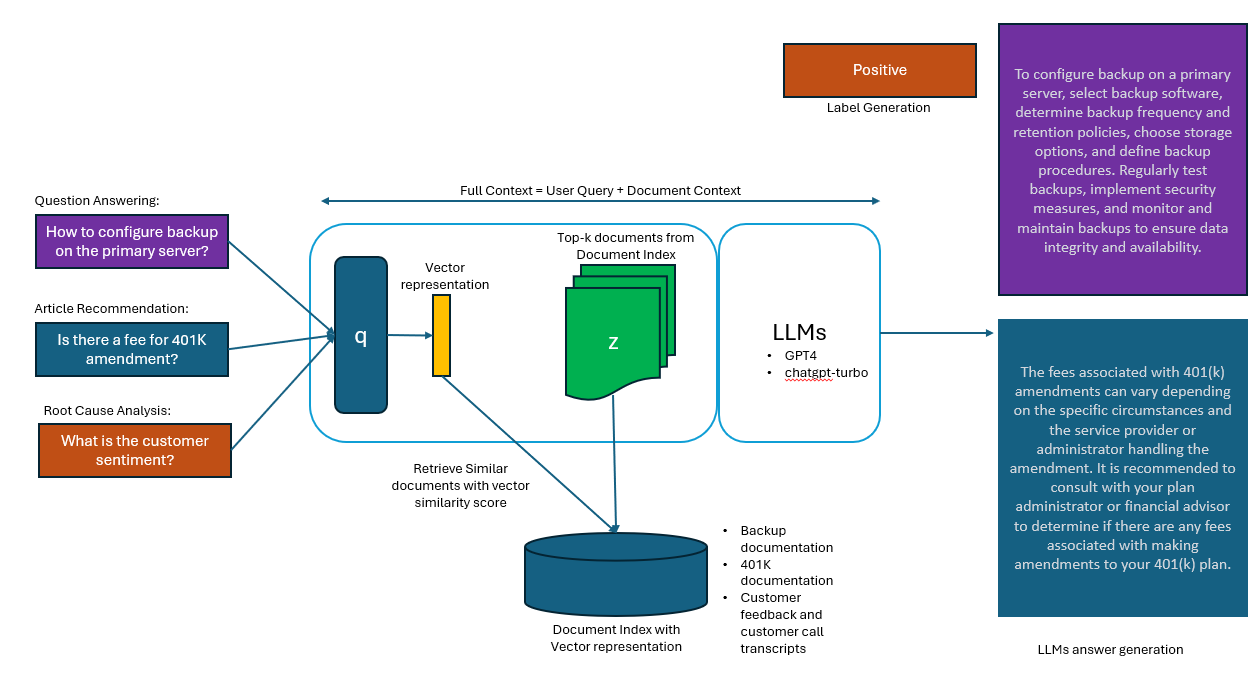 Positive
Label Generation
To configure backup on a primary
server, select backup software,
determine backup frequency and
retention policies, choose storage
options, and define backup
procedures. Regularly test
backups, implement security
measures, and monitor and
maintain backups to ensure data
integrity and availability.
Full Context = User Query + Document Context
Question Answering:
How to configure backup
on the primary server?
Article Recommendation:
Is there a fee for 401K
amendment?
Root Cause Analysis:
What is the customer
sentiment?
q
Vector
representation
Top-k documents from
Document Index
z
LLMs
• GPT4
• chatgpt-turbo
Retrieve Similar
documents with vector
similarity score
Document Index with
Vector representation
• Backup
documentation
• 401K
documentation
• Customer
feedback and
customer call
transcripts
The fees associated with 401(k)
amendments can vary depending
on the specific circumstances and
the service provider or
administrator handling the
amendment. It is recommended to
consult with your plan
administrator or financial advisor
to determine if there are any fees
associated with making
amendments to your 401(k) plan.
LLMs answer generation